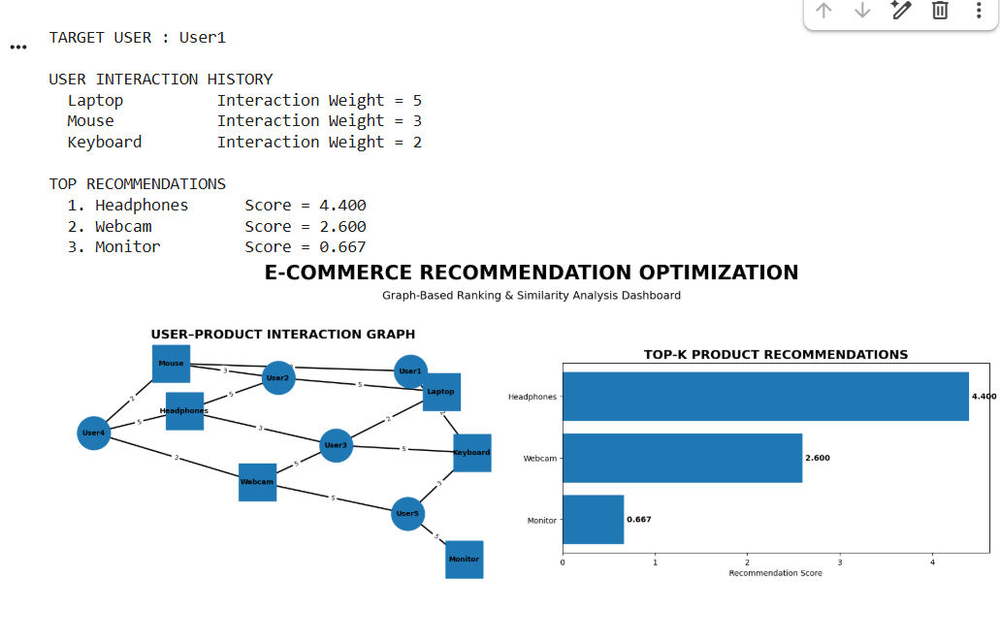 TARGET USER : User1
USER INTERACTION HISTORY
Laptop Interaction Weight = 5
Mouse Interaction Weight = 3
Keyboard Interaction Weight = 2
TOP RECOMMENDATIONS
1. Headphones Score = 4.400
2. Webcam Score = 2.600
3. Monitor Score = 0.667
E-COMMERCE RECOMMENDATION OPTIMIZATION
Graph-Based Ranking & Similarity Analysis Dashboard
USER–PRODUCT INTERACTION GRAPH
Mouse
3
User2
User1
5
Laptop
2
5
Headphones
5
User4
3
2
3
User3
5
Keyboard
5
Webcam
5
3
User5
5
Monitor
TOP-K PRODUCT RECOMMENDATIONS
Headphones 4.400
Webcam 2.600
Monitor 0.667
0 1 2 3 4
Recommendation Score